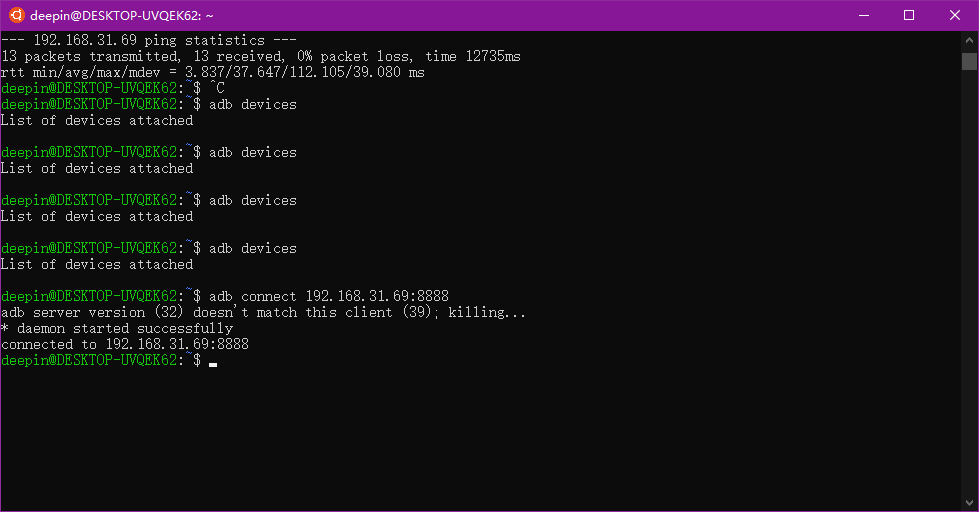 deepin@DESKTOP-UVQEK62: ~
--- 192.168.31.69 ping statistics ---
13 packets transmitted, 13 received, 0% packet loss, time 12735ms
rtt min/avg/max/mdev = 3.837/37.647/112.105/39.080 ms
deepin@DESKTOP-UVQEK62:~$ ^C
deepin@DESKTOP-UVQEK62:~$ adb devices
List of devices attached
deepin@DESKTOP-UVQEK62:~$ adb devices
List of devices attached
deepin@DESKTOP-UVQEK62:~$ adb devices
List of devices attached
deepin@DESKTOP-UVQEK62:~$ adb devices
List of devices attached
deepin@DESKTOP-UVQEK62:~$ adb connect 192.168.31.69:8888
adb server version (32) doesn't match this client (39); killing...
* daemon started successfully
connected to 192.168.31.69:8888
deepin@DESKTOP-UVQEK62:~$